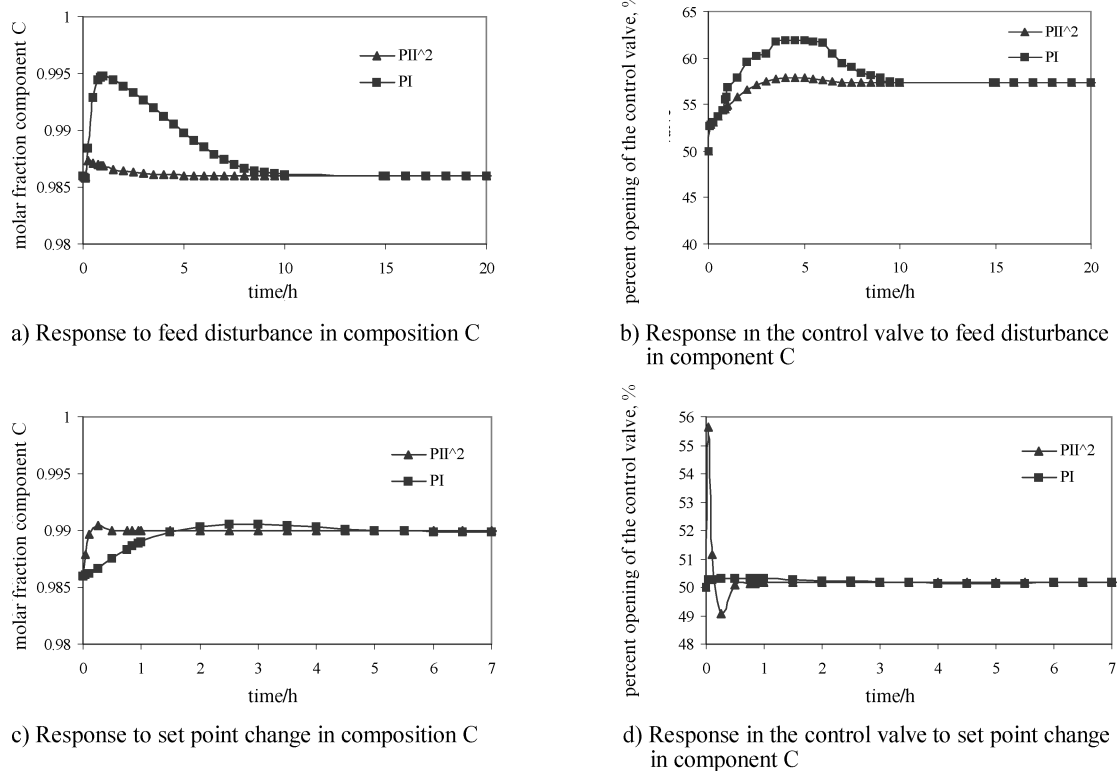 molar fraction component C
1
0.995
0.99
0.985
0.98
0
5
10
15
20
time/h
PII^2
PI
a) Response to feed disturbance in composition C
percent opening of the control valve, %
65
60
55
50
45
40
0
5
10
15
20
time/h
PII^2
PI
b) Response in the control valve to feed disturbance
in component C
molar fraction component C
1
0.995
0.990
0.985
0.98
0
1
2
3
4
5
6
7
time/h
PII^2
PI
c) Response to set point change in composition C
percent opening of the control valve, %
56
55
54
53
52
51
50
49
48
0
1
2
3
4
5
6
7
time/h
PII^2
PI
d) Response in the control valve to set point change
in component C